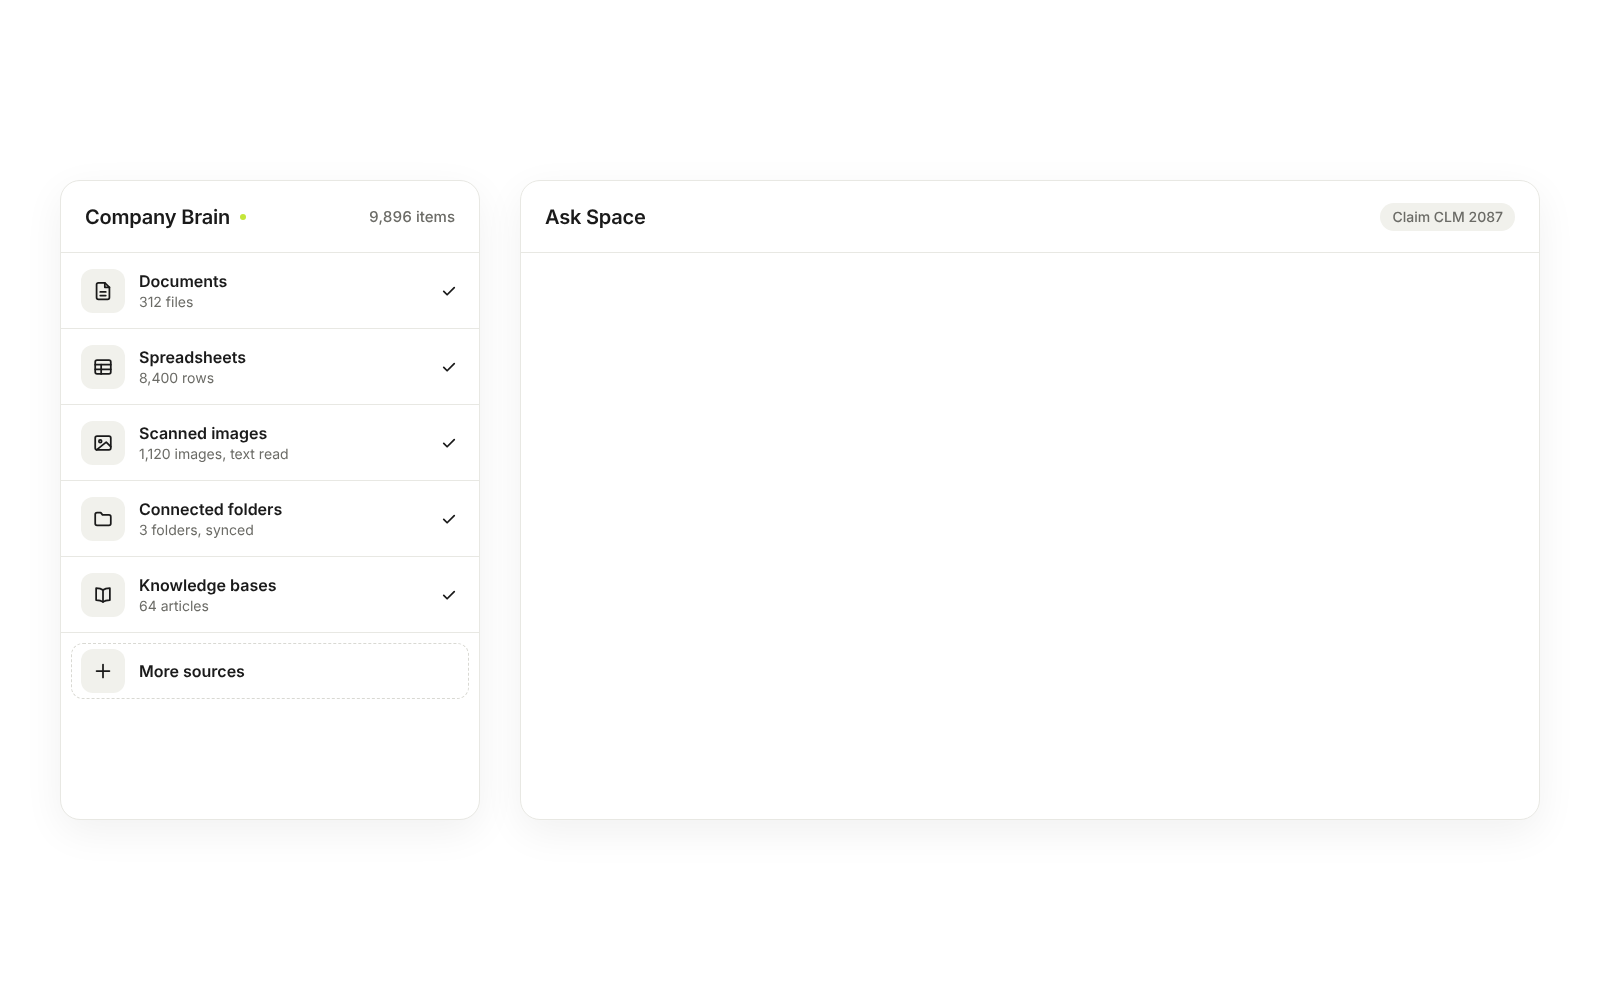 Company Brain
9,896 items
Documents
312 files
Spreadsheets
8,400 rows
Scanned images
1,120 images, text read
Connected folders
3 folders, synced
Knowledge bases
64 articles
More sources
Ask Space
Claim CLM 2087